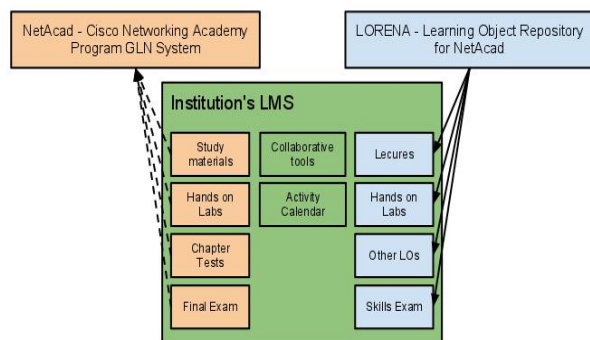 NetAcad - Cisco Networking Academy
Program GLN System
LORENA - Learning Object Repository
for NetAcad
Institution's LMS
Study
materials
Collaborative
tools
Lecures
Hands on
Labs
Activity
Calendar
Hands on
Labs
Chapter
Tests
Other LOs
Final Exam
Skills Exam